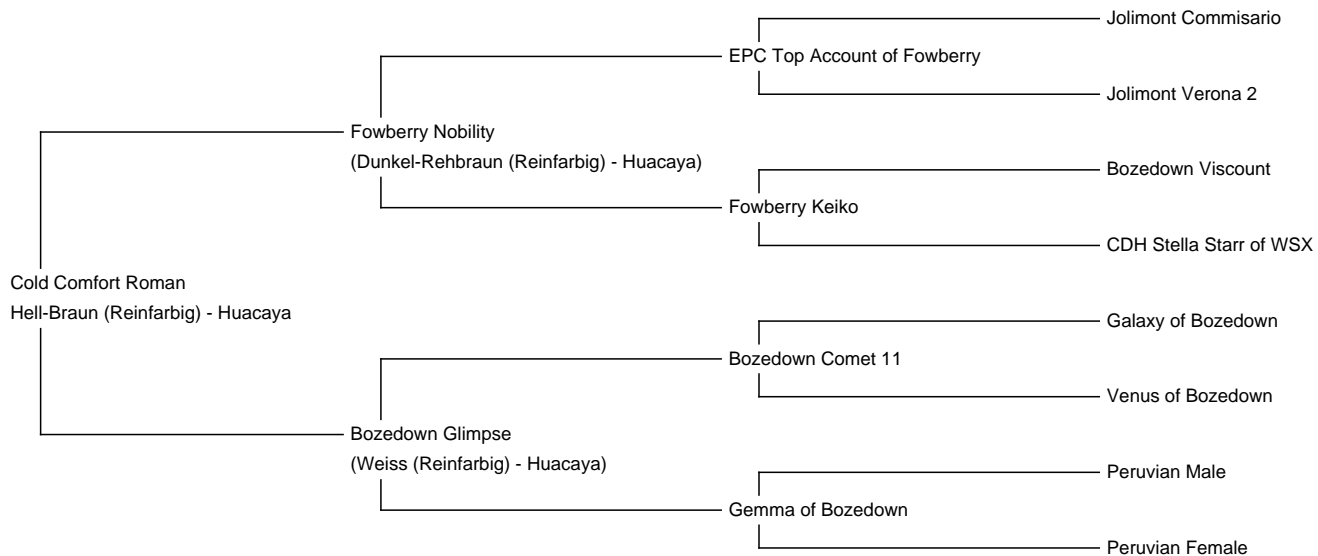 Jolimont Commisario
EPC Top Account of Fowberry
Jolimont Verona 2
Fowberry Nobility
(Dunkel-Rehbraun (Reinfarbig) - Huacaya)
Bozedown Viscount
Fowberry Keiko
CDH Stella Starr of WSX
Cold Comfort Roman
Hell-Braun (Reinfarbig) - Huacaya
Galaxy of Bozedown
Bozedown Comet 11
Venus of Bozedown
Bozedown Glimpse
(Weiss (Reinfarbig) - Huacaya)
Peruvian Male
Gemma of Bozedown
Peruvian Female